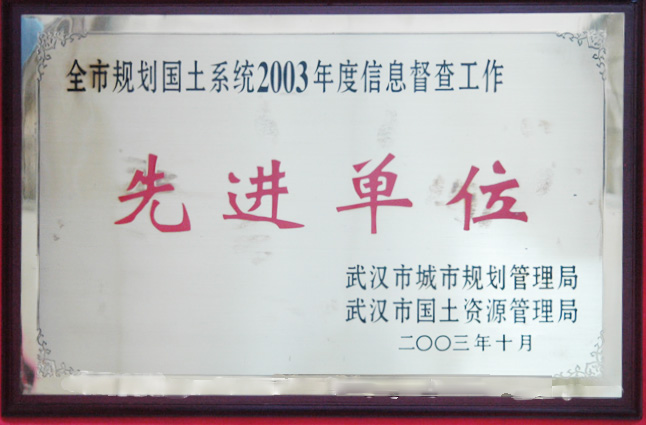 全市规划国土系统2003年度信息督查工作
先进单位
武汉市城市规划管理局
武汉市国土资源管理局
二〇〇三年十月